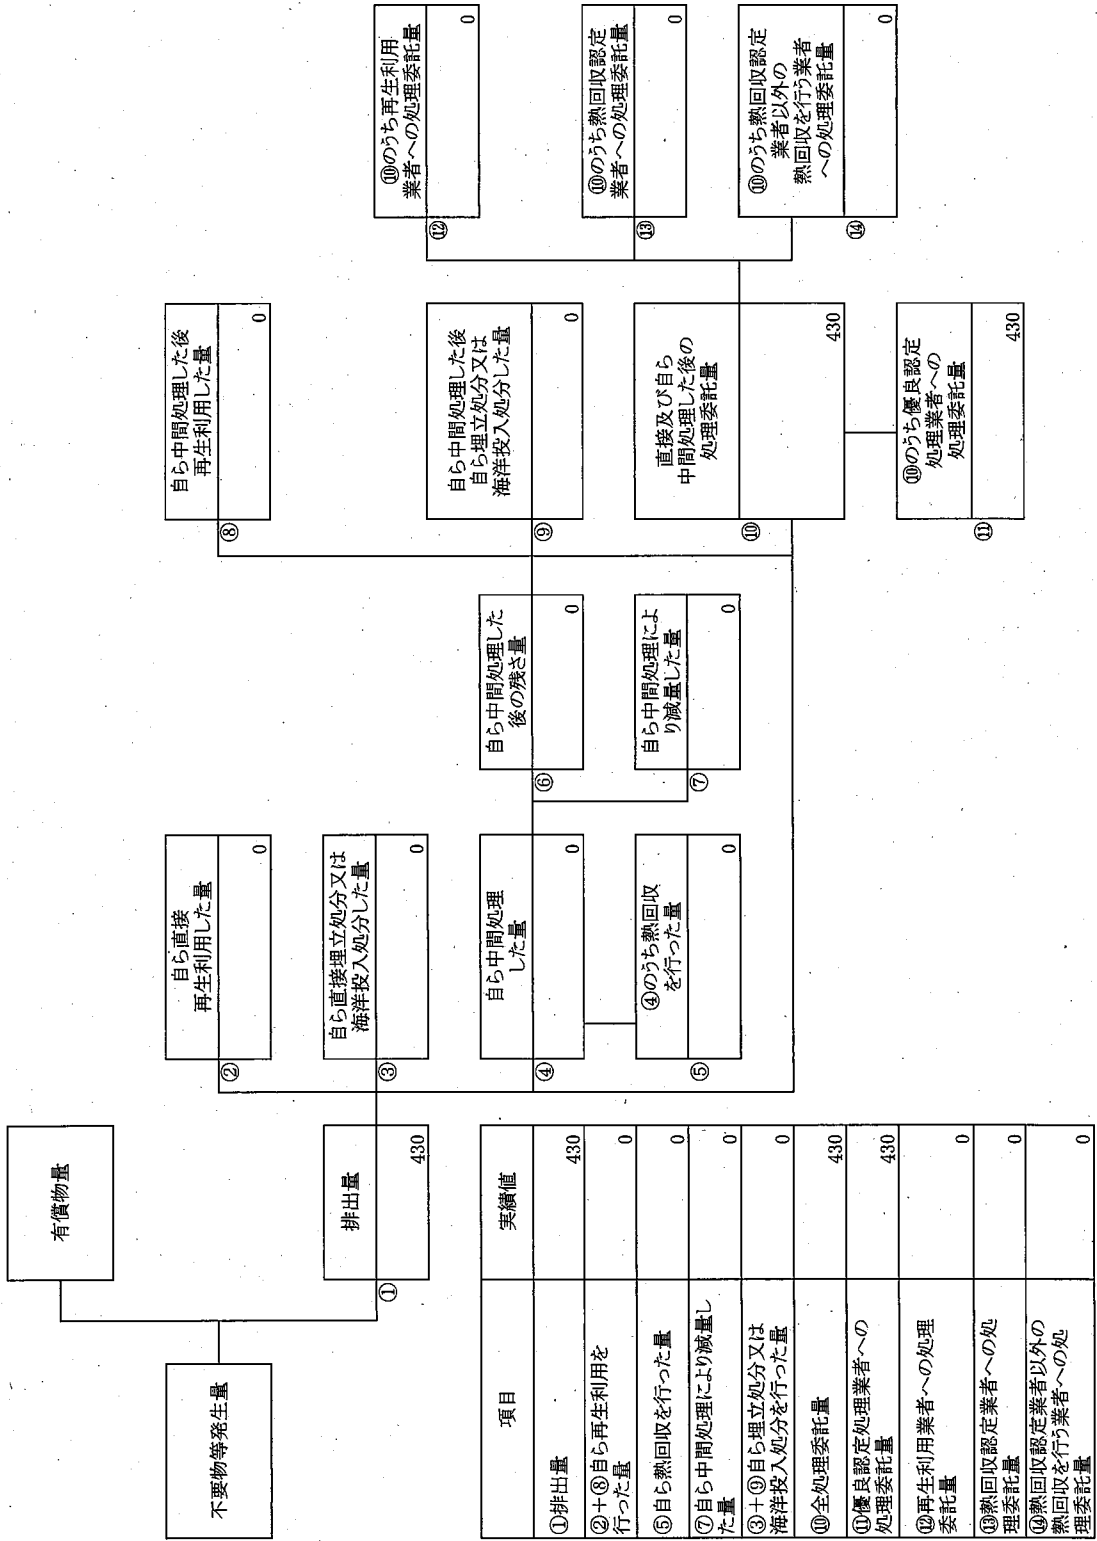 不要物等発生量
有償物量
①
排出量
430
②
自ら直接
再生利用した量
0
③
自ら直接埋立処分又は
海洋投入処分した量
0
④
自ら中間処理
した量
0
⑤
④のうち熱回収
を行った量
0
⑥
自ら中間処理した
後の残さ量
0
⑦
自ら中間処理によ
り減量した量
0
⑧
自ら中間処理した後
再生利用した量
0
⑨
自ら中間処理した後
自ら埋立処分又は
海洋投入処分した量
0
⑩
直接及び自ら
中間処理した後の
処理委託量
430
⑪
⑩のうち優良認定
処理業者への
処理委託量
430
⑫
⑩のうち再生利用
業者への処理委託量
0
⑬
⑩のうち熱回収認定
業者への処理委託量
0
⑭
⑩のうち熱回収認定
業者以外の
熱回収を行う業者
への処理委託量
0
項目 実績値
①排出量 430
②+⑧自ら再生利用を
行った量 0
⑤自ら熱回収を行った量 0
⑦自ら中間処理により減量し
た量 0
③+⑨自ら埋立処分又は
海洋投入処分を行った量 0
⑩全処理委託量 430
⑪優良認定処理業者への
処理委託量 430
⑫再生利用業者への処理
委託量 0
⑬熱回収認定業者への処
理委託量 0
⑭熱回収認定業者以外の
熱回収を行う業者への処
理委託量 0